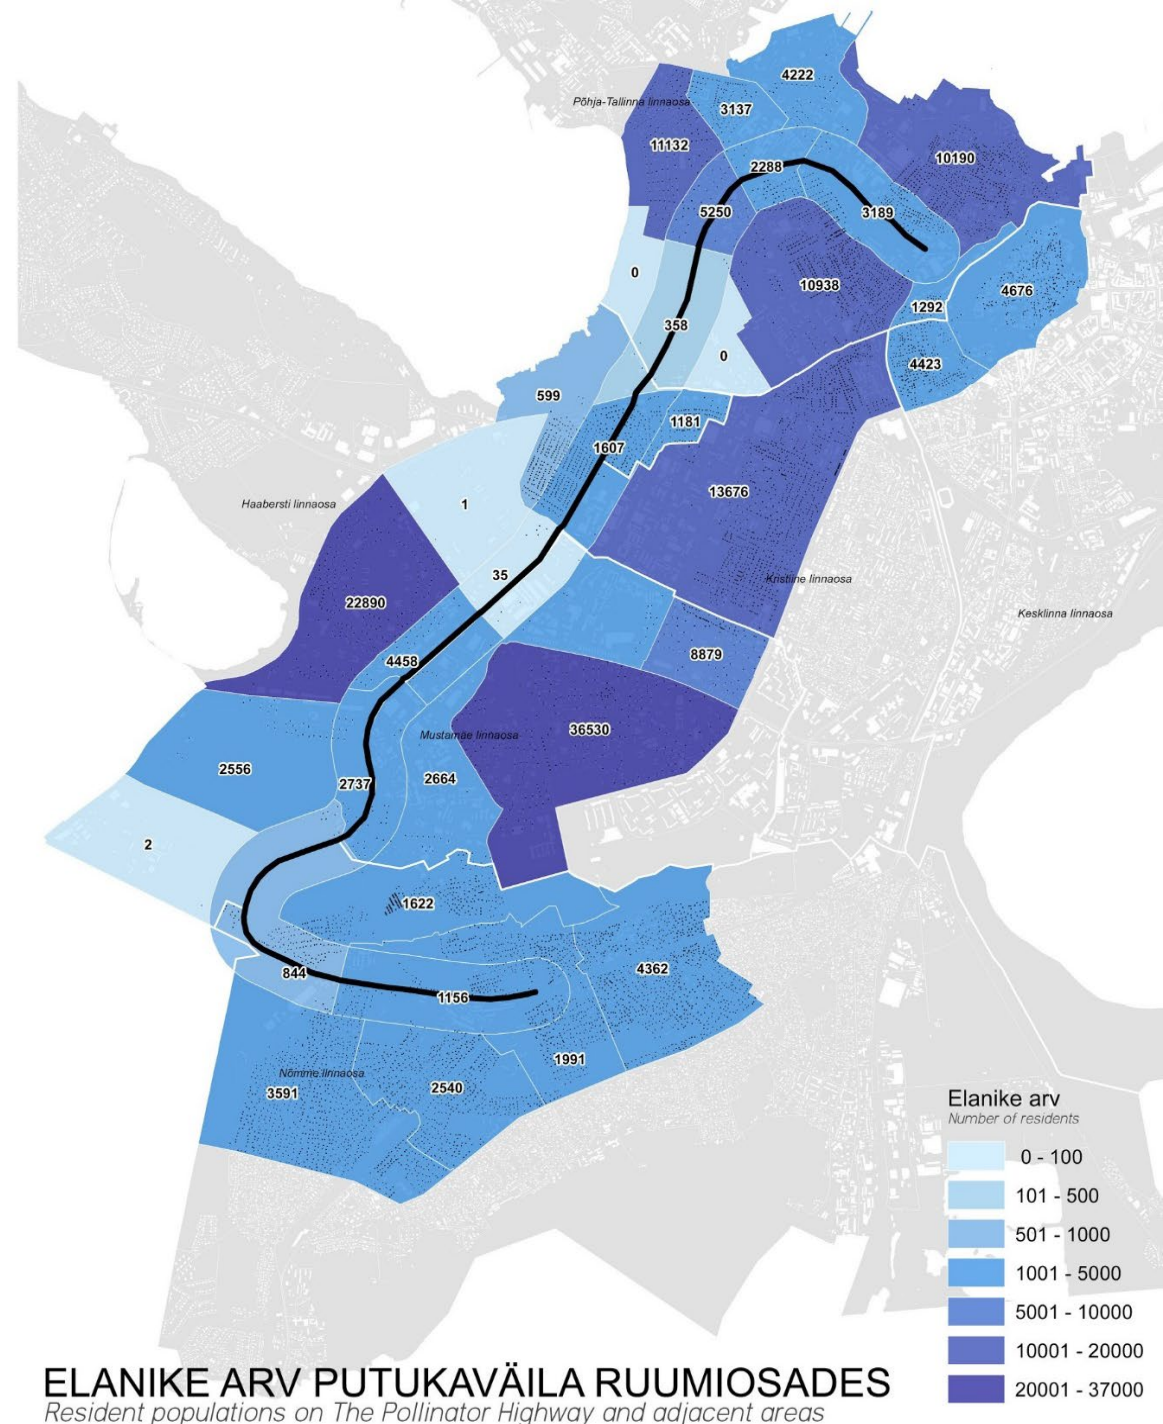 4222
Põhja-Tallinna linnaosa
3137
11132
10190
2288
5250
3189
0
10938
4676
1292
358
0
4423
599
1181
1607
13676
1
Haabersti linnaosa
35
Kristiine linnaosa
22890
Kesklinna linnaosa
8879
4458
36530
Mustamäe linnaosa
2556
2737
2664
2
1622
4362
844
1156
1991
Nõmme linnaosa
3591
2540
Elanike arv
Number of residents
0 - 100
101 - 500
501 - 1000
1001 - 5000
5001 - 10000
10001 - 20000
20001 - 37000
ELANIKE ARV PUTUKAVÄILA RUUMIOSADES
Resident populations on The Pollinator Highway and adjacent areas